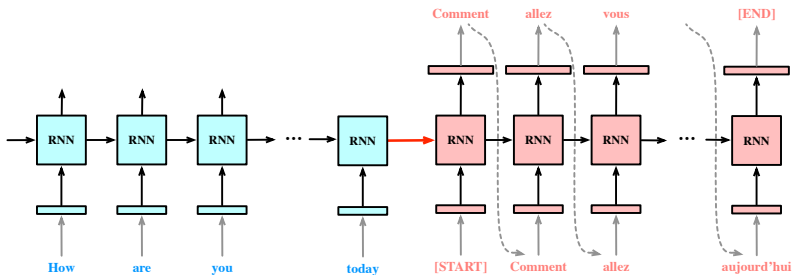 Comment allez vous [END]
RNN RNN RNN ... RNN RNN RNN RNN ... RNN
How are you today [START] Comment allez aujourd'hui